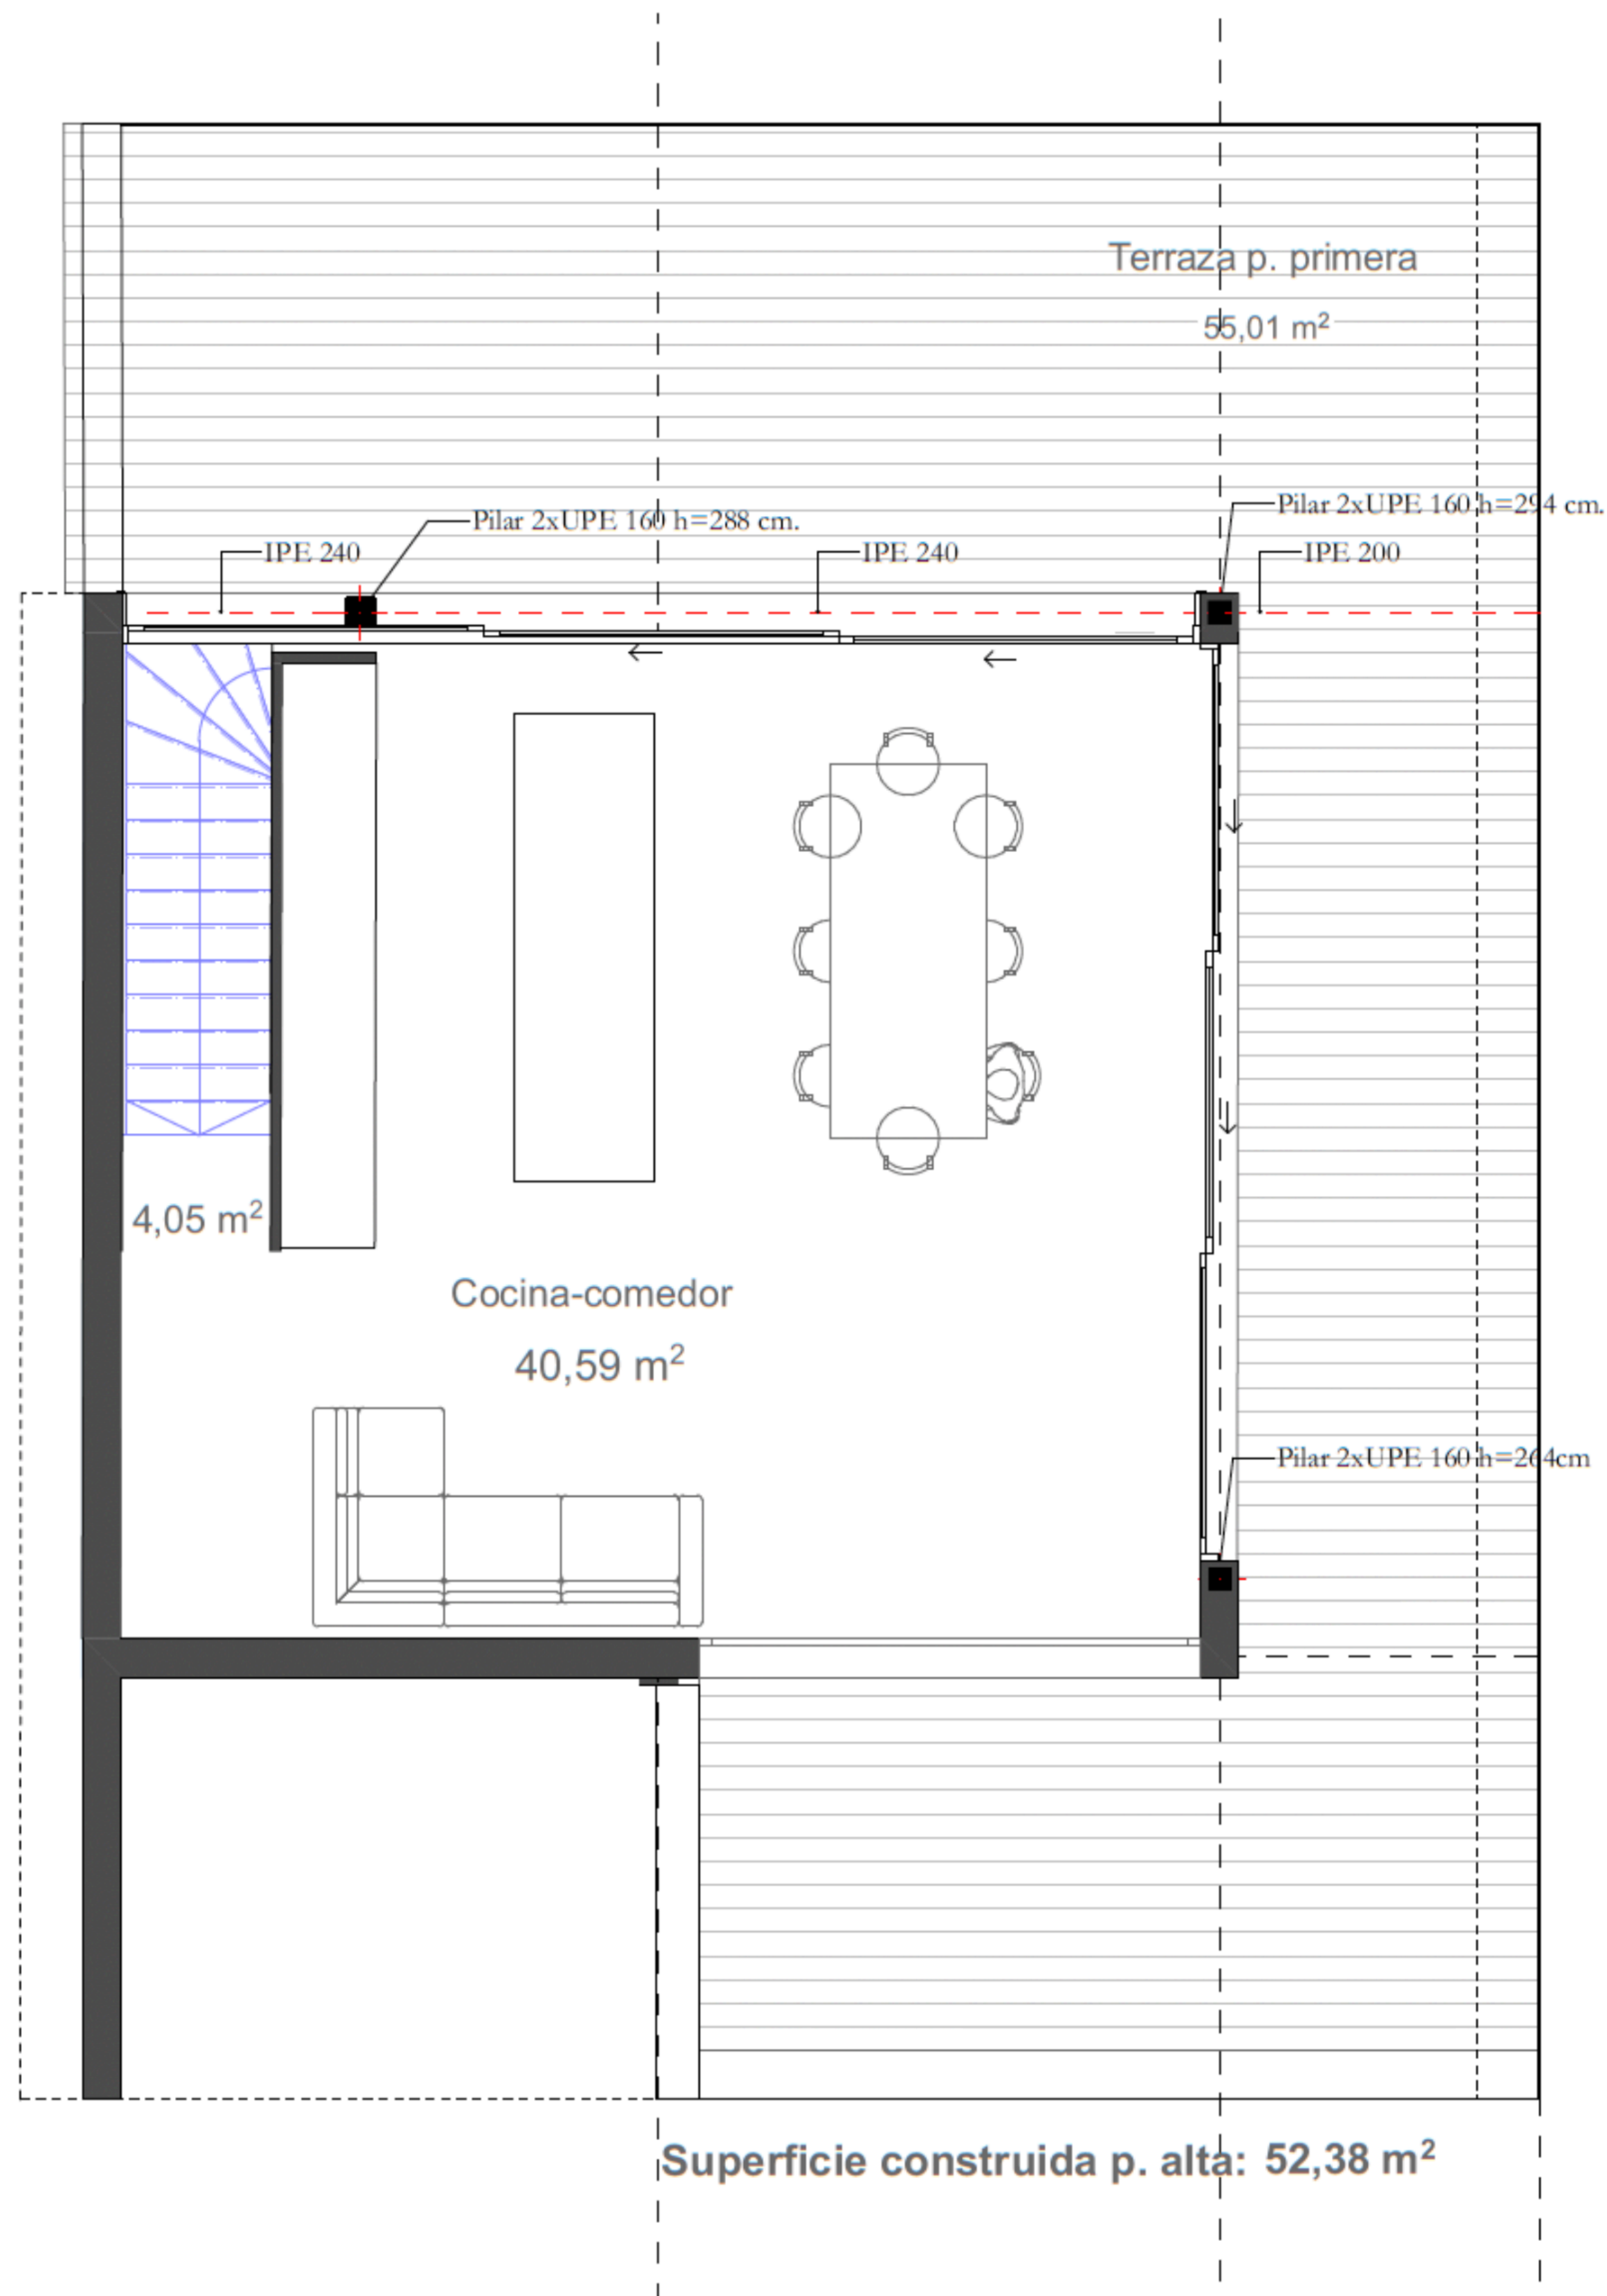 Terraza p. primera
55,01 m²
Pilar 2xUPE 160 h=294 cm.
Pilar 2xUPE 160 h=288 cm.
IPE 240
IPE 240
IPE 200
4,05 m²
Cocina-comedor
40,59 m²
Pilar 2xUPE 160 h=264cm
Superficie construida p. alta: 52,38 m²